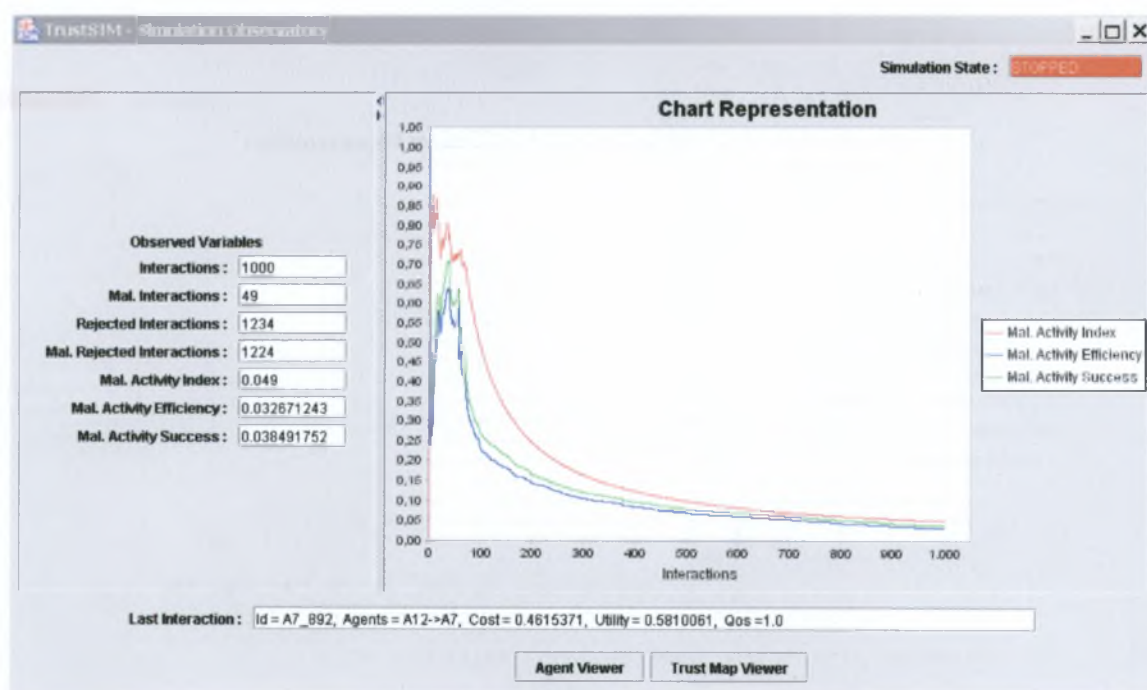 TrustSIM - Simulation Observatory
Simulation State : STOPPED
Chart Representation
1,05
1,00
0,95
0,90
0,85
0,80
0,75
0,70
0,65
0,60
0,55
0,50
0,45
0,40
0,35
0,30
0,25
0,20
0,15
0,10
0,05
0,00
0 100 200 300 400 500 600 700 800 900 1.000
Interactions
Observed Variables
Interactions : 1000
Mal. Interactions : 49
Rejected Interactions : 1234
Mal. Rejected Interactions : 1224
Mal. Activity Index : 0.049
Mal. Activity Efficiency : 0.032671243
Mal. Activity Success : 0.038491752
Mal. Activity Index
Mal. Activity Efficiency
Mal. Activity Success
Last Interaction : Id = A7_892, Agents = A12->A7, Cost = 0.4615371, Utility = 0.5810061, Qos =1.0
Agent Viewer Trust Map Viewer